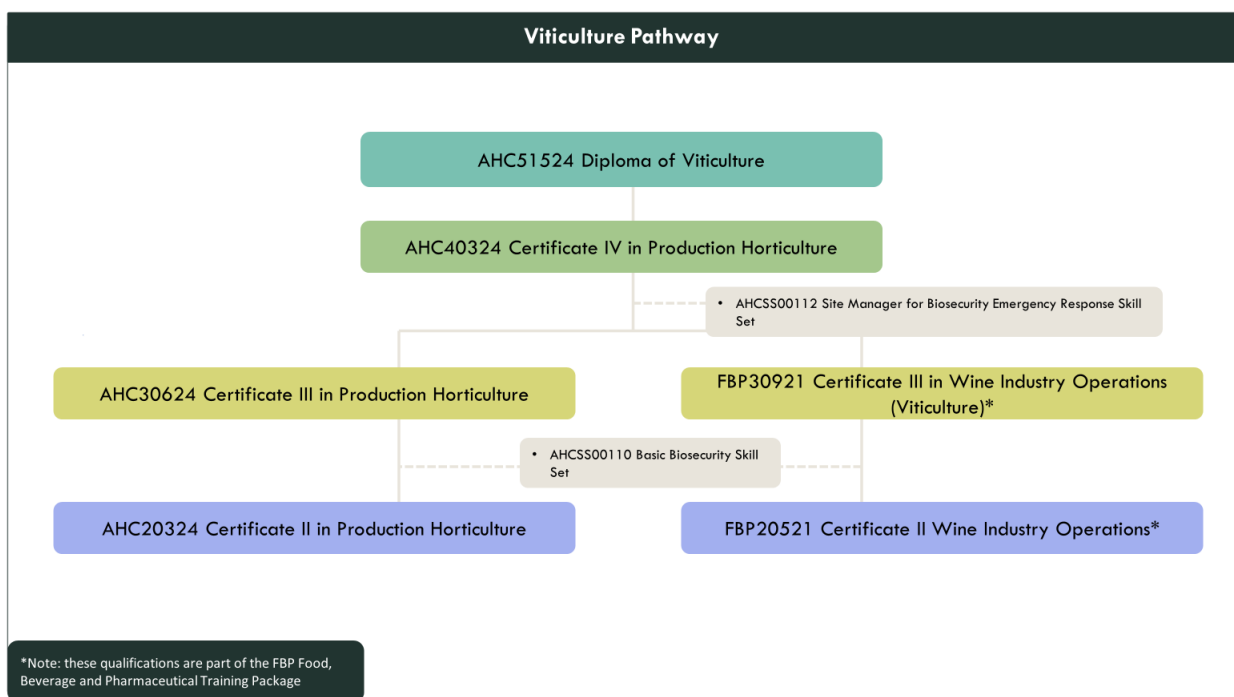 Viticulture Pathway
AHC51524 Diploma of Viticulture
AHC40324 Certificate IV in Production Horticulture
• AHCSS00112 Site Manager for Biosecurity Emergency Response Skill
Set
AHC30624 Certificate III in Production Horticulture
FBP30921 Certificate III in Wine Industry Operations
(Viticulture)*
• AHCSS00110 Basic Biosecurity Skill
Set
AHC20324 Certificate II in Production Horticulture
FBP20521 Certificate II Wine Industry Operations*
*Note: these qualifications are part of the FBP Food,
Beverage and Pharmaceutical Training Package